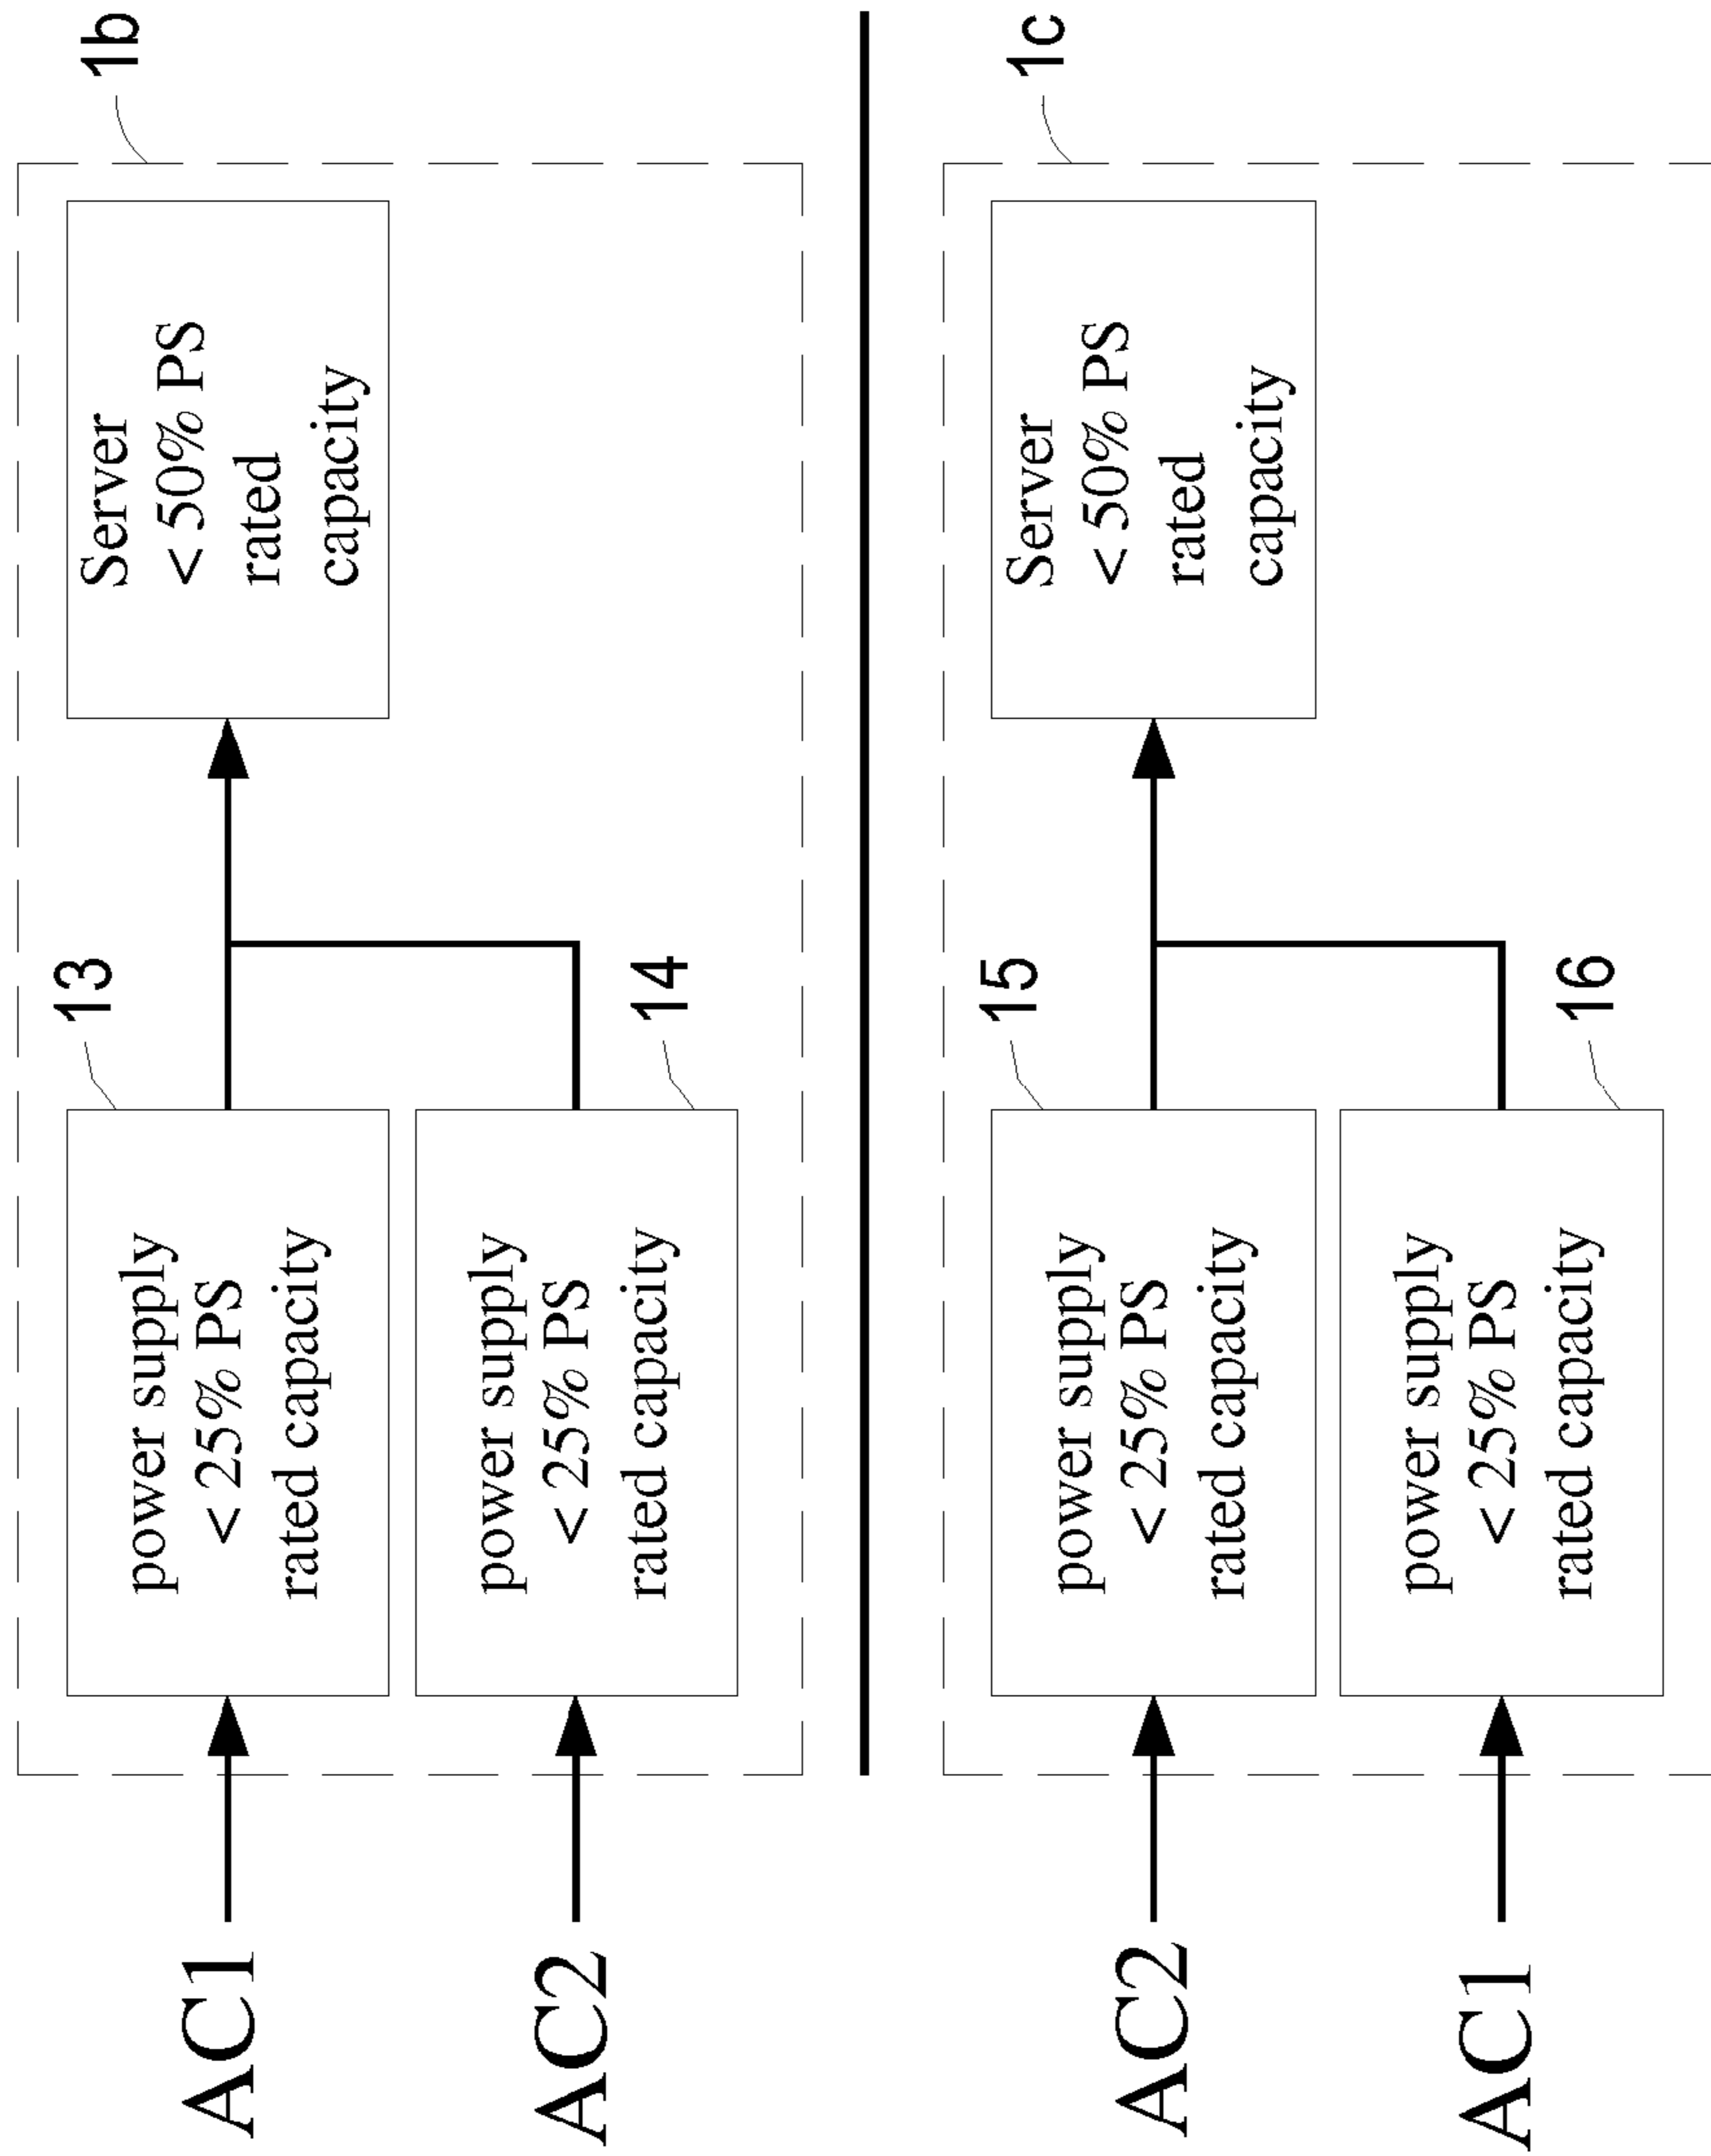 1b
13
AC1
power supply
<25% PS
rated capacity
Server
<50% PS
rated
capacity
14
AC2
power supply
<25% PS
rated capacity
1c
15
AC2
power supply
<25% PS
rated capacity
Server
<50% PS
rated
capacity
16
AC1
power supply
<25% PS
rated capacity